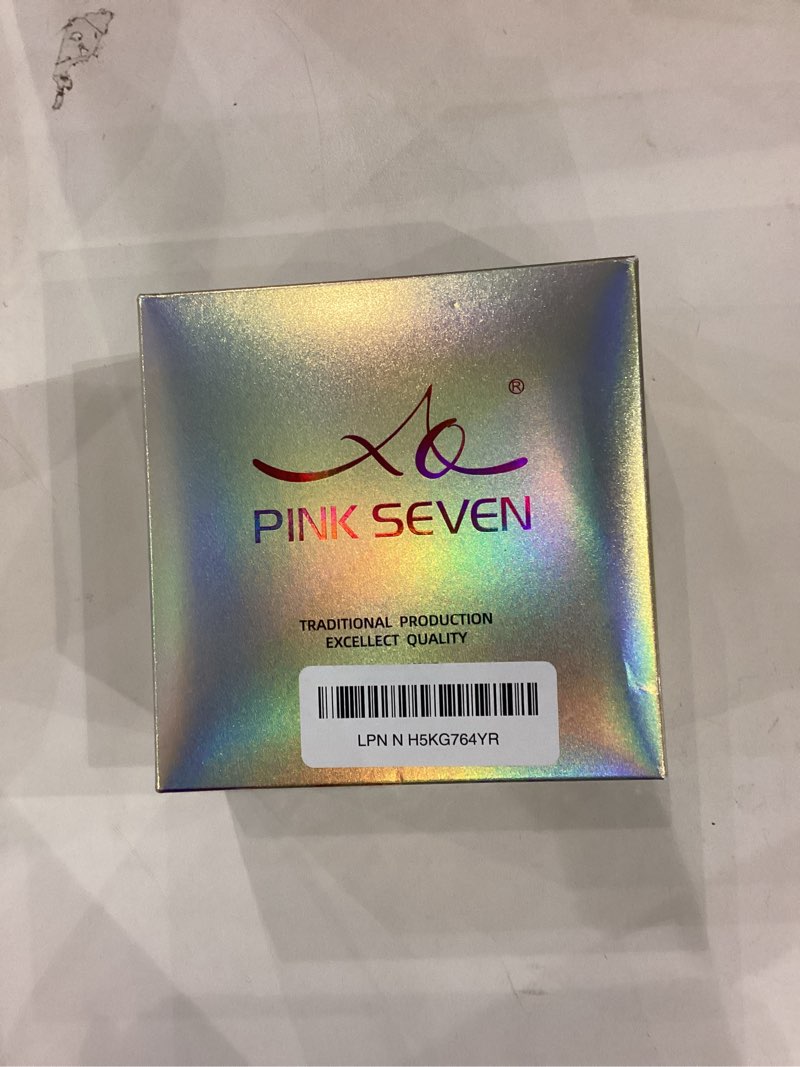 ®
PINK SEVEN
TRADITIONAL PRODUCTION
EXCELLECT QUALITY
LPN N H5KG764YR